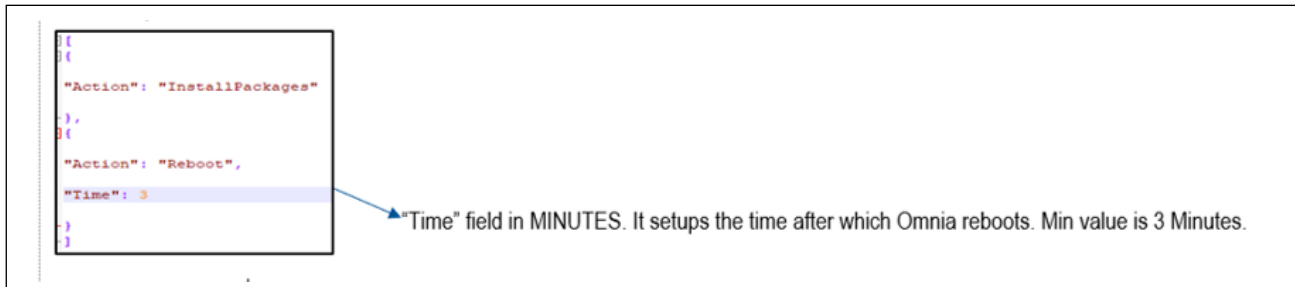 [
{
"Action": "InstallPackages"
},
{
"Action": "Reboot",
"Time": 3
}
]
“Time” field in MINUTES. It setups the time after which Omnia reboots. Min value is 3 Minutes.